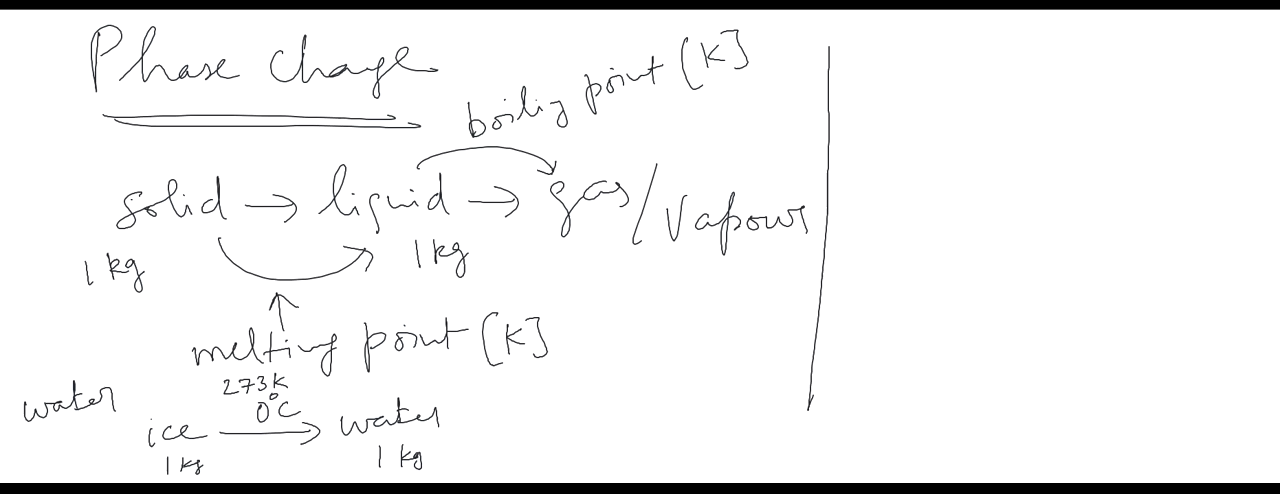 Phase change
boiling point [K]
solid → liquid → gas/Vapours
1 kg 1 kg
melting point [K]
273K
water 0°C
ice → water
1 kg 1 kg